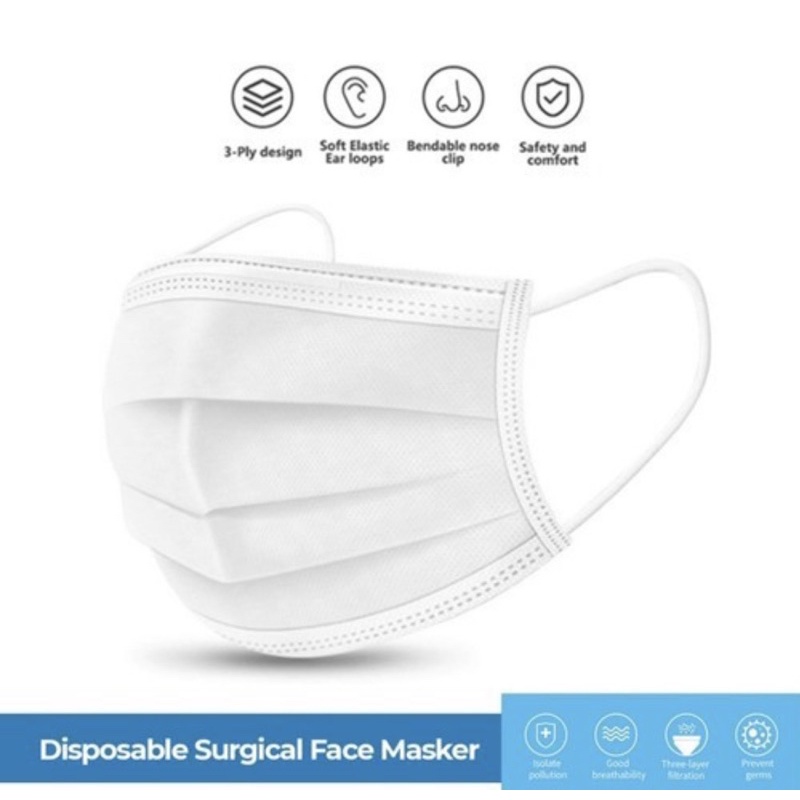 3-Ply design
Soft Elastic
Ear loops
Bendable nose
clip
Safety and
comfort
Disposable Surgical Face Masker
Isolate
pollution
Good
breathability
Three-layer
filtration
Prevent
germs